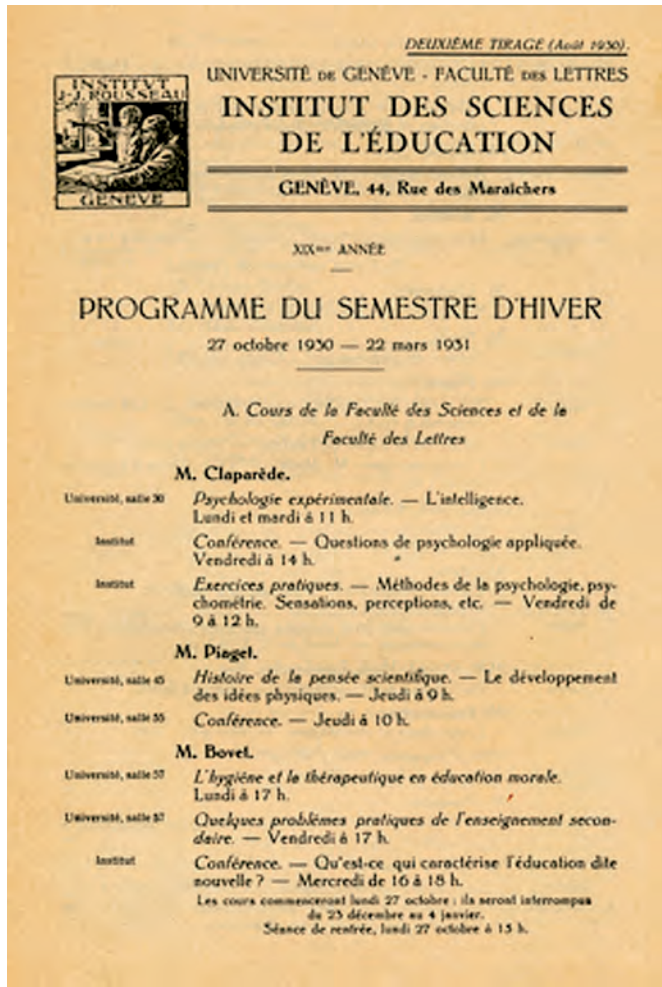 DEUXIÈME TIRAGE (Août 1930).
INSTITVT
J-J. ROUSSEAU
GENEVE
UNIVERSITÉ DE GENÈVE - FACULTÉ DES LETTRES
INSTITUT DES SCIENCES
DE L'ÉDUCATION
GENÈVE, 44, Rue des Maraîchers
XIXme ANNÉE
PROGRAMME DU SEMESTRE D'HIVER
27 octobre 1930 — 22 mars 1931
A. Cours de la Faculté des Sciences et de la
Faculté des Lettres
M. Claparède.
Université, salle 30 Psychologie expérimentale. — L'intelligence.
Lundi et mardi à 11 h.
Institut Conférence. — Questions de psychologie appliquée.
Vendredi à 14 h.
Institut Exercices pratiques. — Méthodes de la psychologie, psy-
chométrie. Sensations, perceptions, etc. — Vendredi de
9 à 12 h.
M. Piaget.
Université, salle 45 Histoire de la pensée scientifique. — Le développement
des idées physiques. — Jeudi à 9 h.
Université, salle 55 Conférence. — Jeudi à 10 h.
M. Bovet.
Université, salle 57 L'hygiène et la thérapeutique en éducation morale.
Lundi à 17 h.
Université, salle 57 Quelques problèmes pratiques de l'enseignement secon-
daire. — Vendredi à 17 h.
Institut Conférence. — Qu'est-ce qui caractérise l'éducation dite
nouvelle ? — Mercredi de 16 à 18 h.
Les cours commenceront lundi 27 octobre ; ils seront interrompus
du 23 décembre au 4 janvier.
Séance de rentrée, lundi 27 octobre à 15 h.